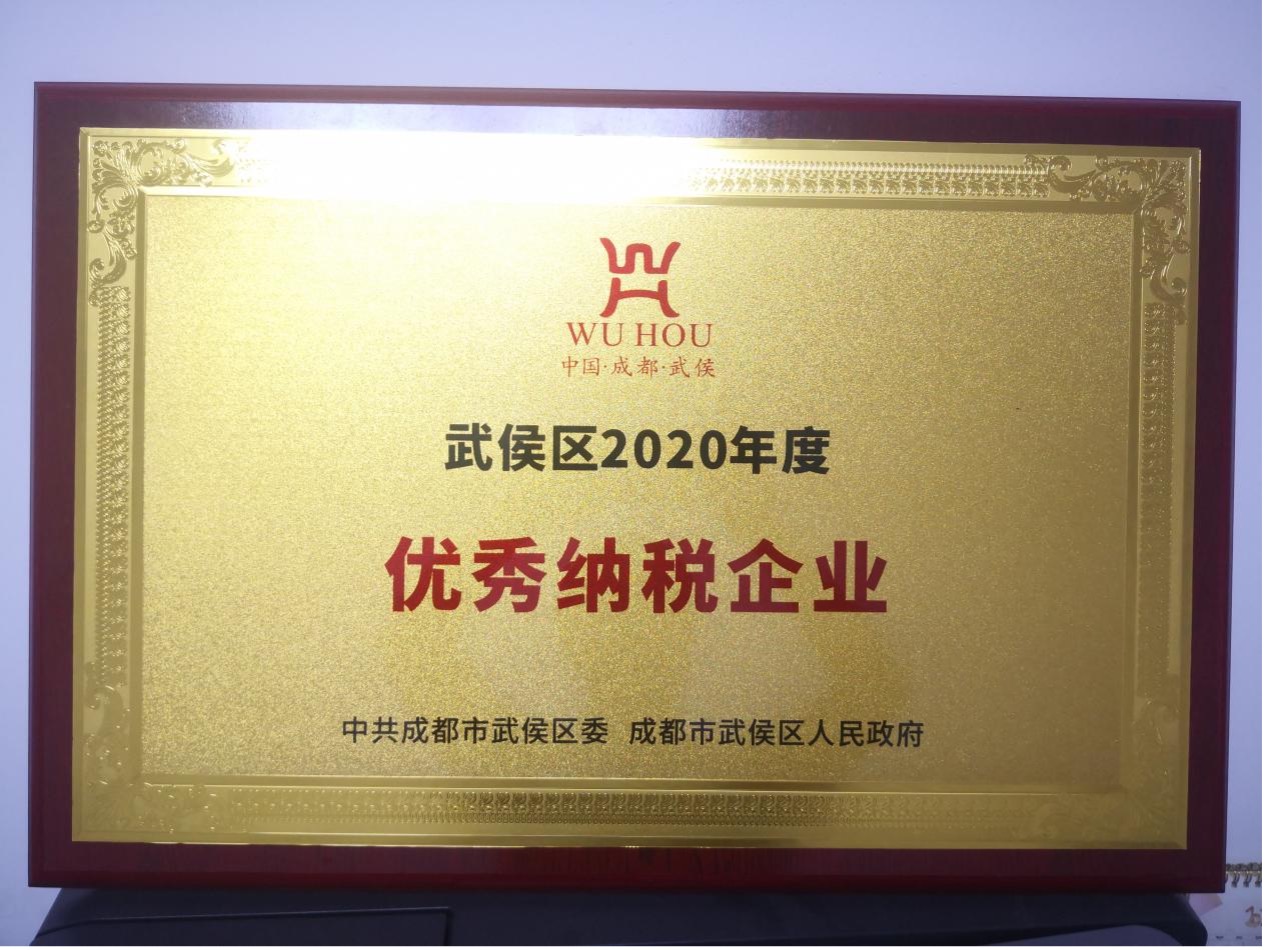 WU HOU
中国·成都·武侯
武侯区2020年度
优秀纳税企业
中共成都市武侯区委 成都市武侯区人民政府